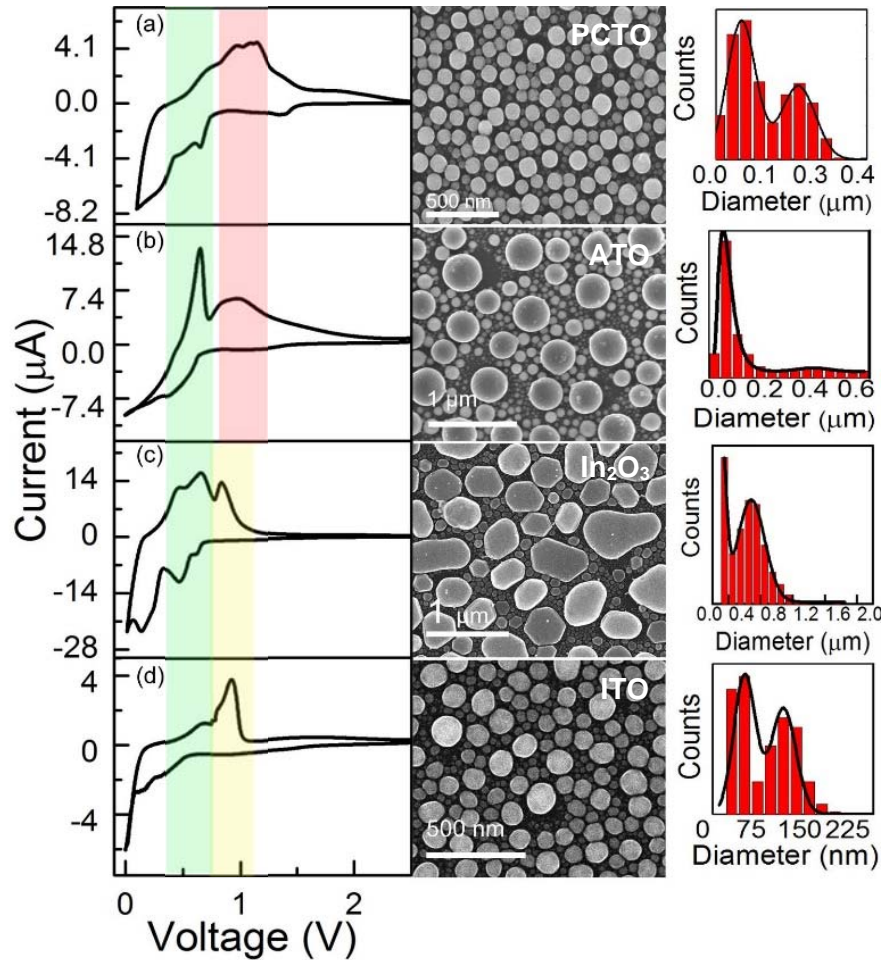 (a)
4.1
0.0
-4.1
-8.2
PCTO
500 nm
Counts
0.0 0.1 0.1 0.4
Diameter (μm)
(b)
14.8
7.4
0.0
-7.4
ATO
1 μm
Counts
0.0 0.2 0.4 0.6
Diameter (μm)
(c)
14
0
-14
-28
In₂O₃
1 μm
Counts
0.0 0.4 0.8 1.2 1.6 2.0
Diameter (μm)
(d)
4
0
-4
ITO
500 nm
Counts
0 75 150 225
Diameter (nm)
Current (μA)
0 1 2
Voltage (V)